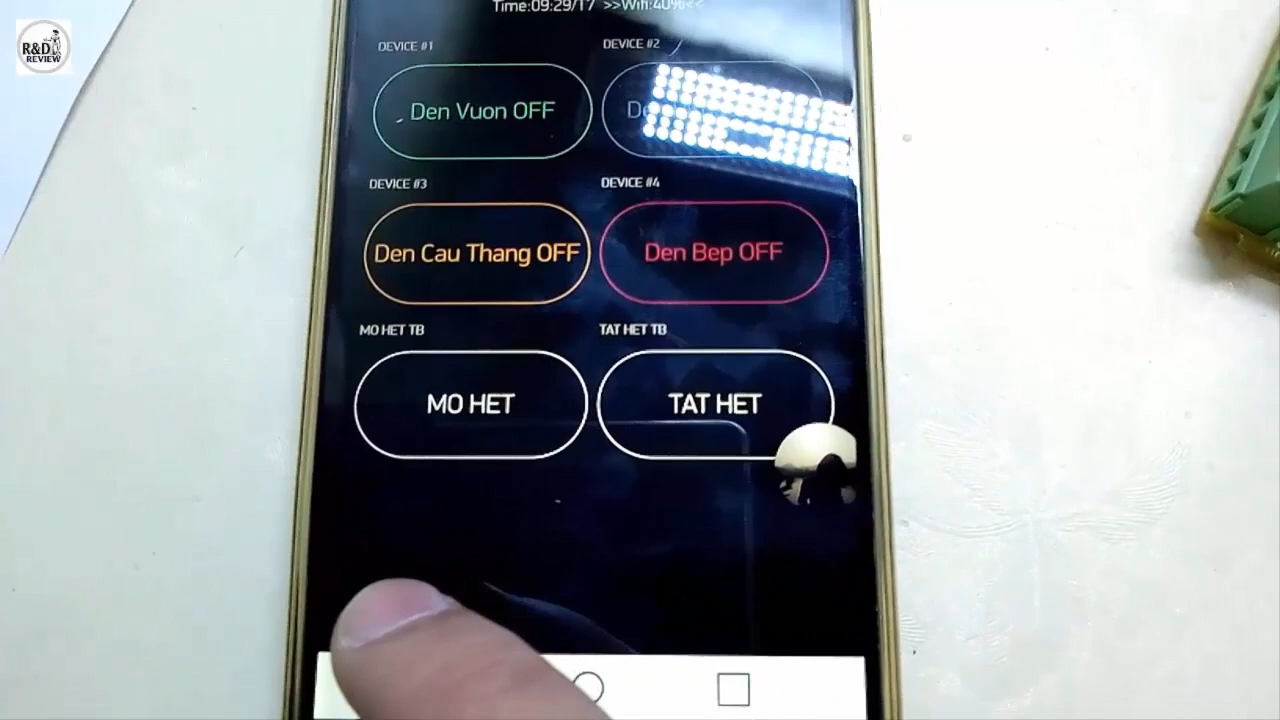 R&D
REVIEW
Time:09:29/17 >>Wifi:40%<<
DEVICE #1
DEVICE #2
Den Vuon OFF
DEVICE #3
DEVICE #4
Den Cau Thang OFF
Den Bep OFF
MO HET TB
TAT HET TB
MO HET
TAT HET